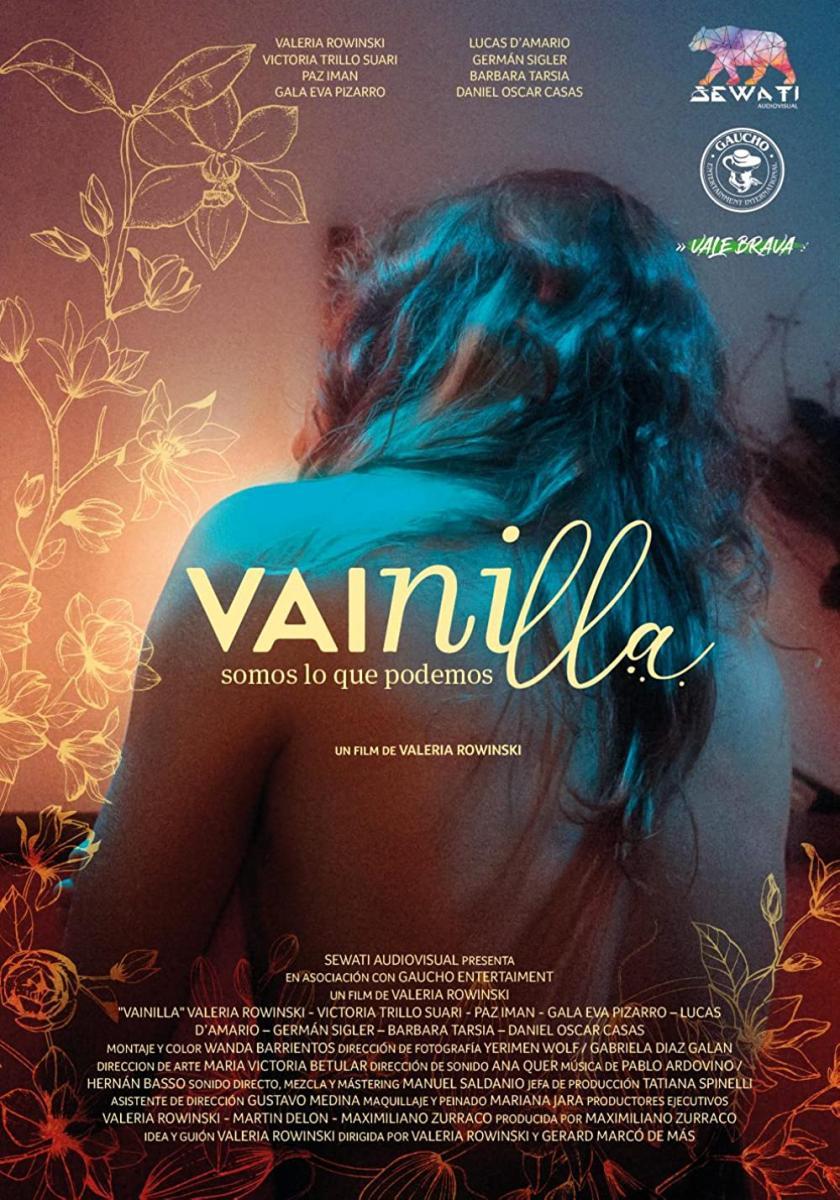 VALERIA ROWINSKI
VICTORIA TRILLO SUARI
PAZ IMAN
GALA EVA PIZARRO
LUCAS D'AMARIO
GERMÁN SIGLER
BARBARA TARSIA
DANIEL OSCAR CASAS
SEWATI
AUDIOVISUAL
GAUCHO
ENTERTAINMENT INTERNATIONAL
» VALE BRAVA
VAINILLA
somos lo que podemos
UN FILM DE VALERIA ROWINSKI
SEWATI AUDIOVISUAL PRESENTA
EN ASOCIACIÓN CON GAUCHO ENTERTAIMENT
UN FILM DE VALERIA ROWINSKI
"VAINILLA" VALERIA ROWINSKI - VICTORIA TRILLO SUARI - PAZ IMAN - GALA EVA PIZARRO – LUCAS
D'AMARIO – GERMÁN SIGLER – BARBARA TARSIA – DANIEL OSCAR CASAS
MONTAJE Y COLOR WANDA BARRIENTOS DIRECCIÓN DE FOTOGRAFÍA YERIMEN WOLF / GABRIELA DIAZ GALAN
DIRECCION DE ARTE MARIA VICTORIA BETULAR DIRECCIÓN DE SONIDO ANA QUER MÚSICA DE PABLO ARDOVINO /
HERNÁN BASSO SONIDO DIRECTO, MEZCLA Y MÁSTERING MANUEL SALDANIO JEFA DE PRODUCCIÓN TATIANA SPINELLI
ASISTENTE DE DIRECCIÓN GUSTAVO MEDINA MAQUILLAJE Y PEINADO MARIANA JARA PRODUCTORES EJECUTIVOS
VALERIA ROWINSKI - MARTIN DELON - MAXIMILIANO ZURRACO PRODUCIDA POR MAXIMILIANO ZURRACO
IDEA Y GUIÓN VALERIA ROWINSKI DIRIGIDA POR VALERIA ROWINSKI Y GERARD MARCÓ DE MÁS